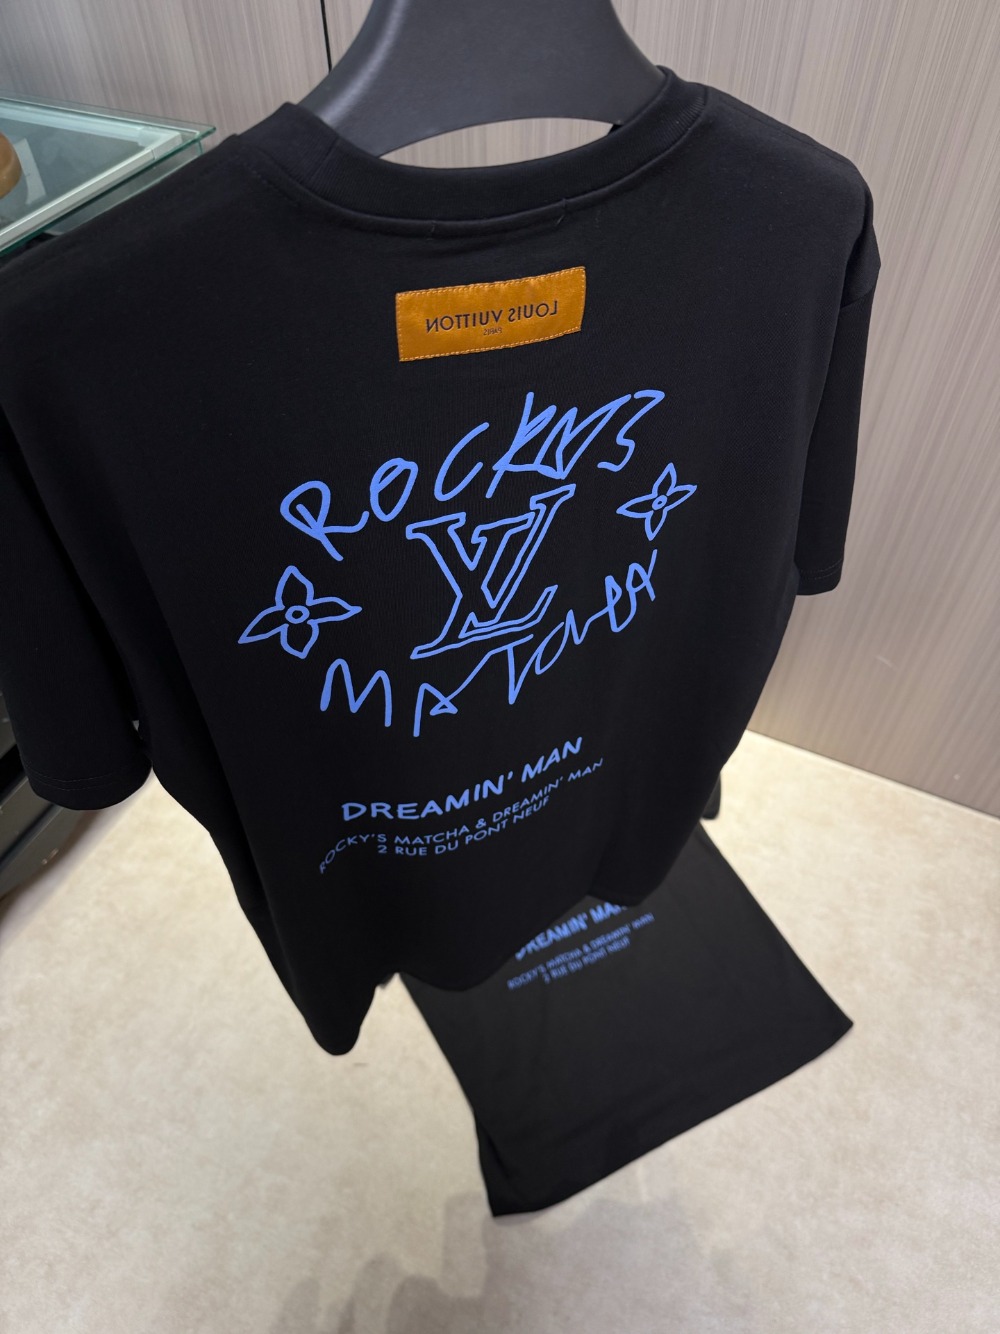 LOUIS VUITTON
PARIS
ROCKY'S
LV
MATCHA
DREAMIN' MAN
ROCKY'S MATCHA & DREAMIN' MAN
2 RUE DU PONT NEUF
DREAMIN' MAN
ROCKY'S MATCHA & DREAMIN' MAN
2 RUE DU PONT NEUF